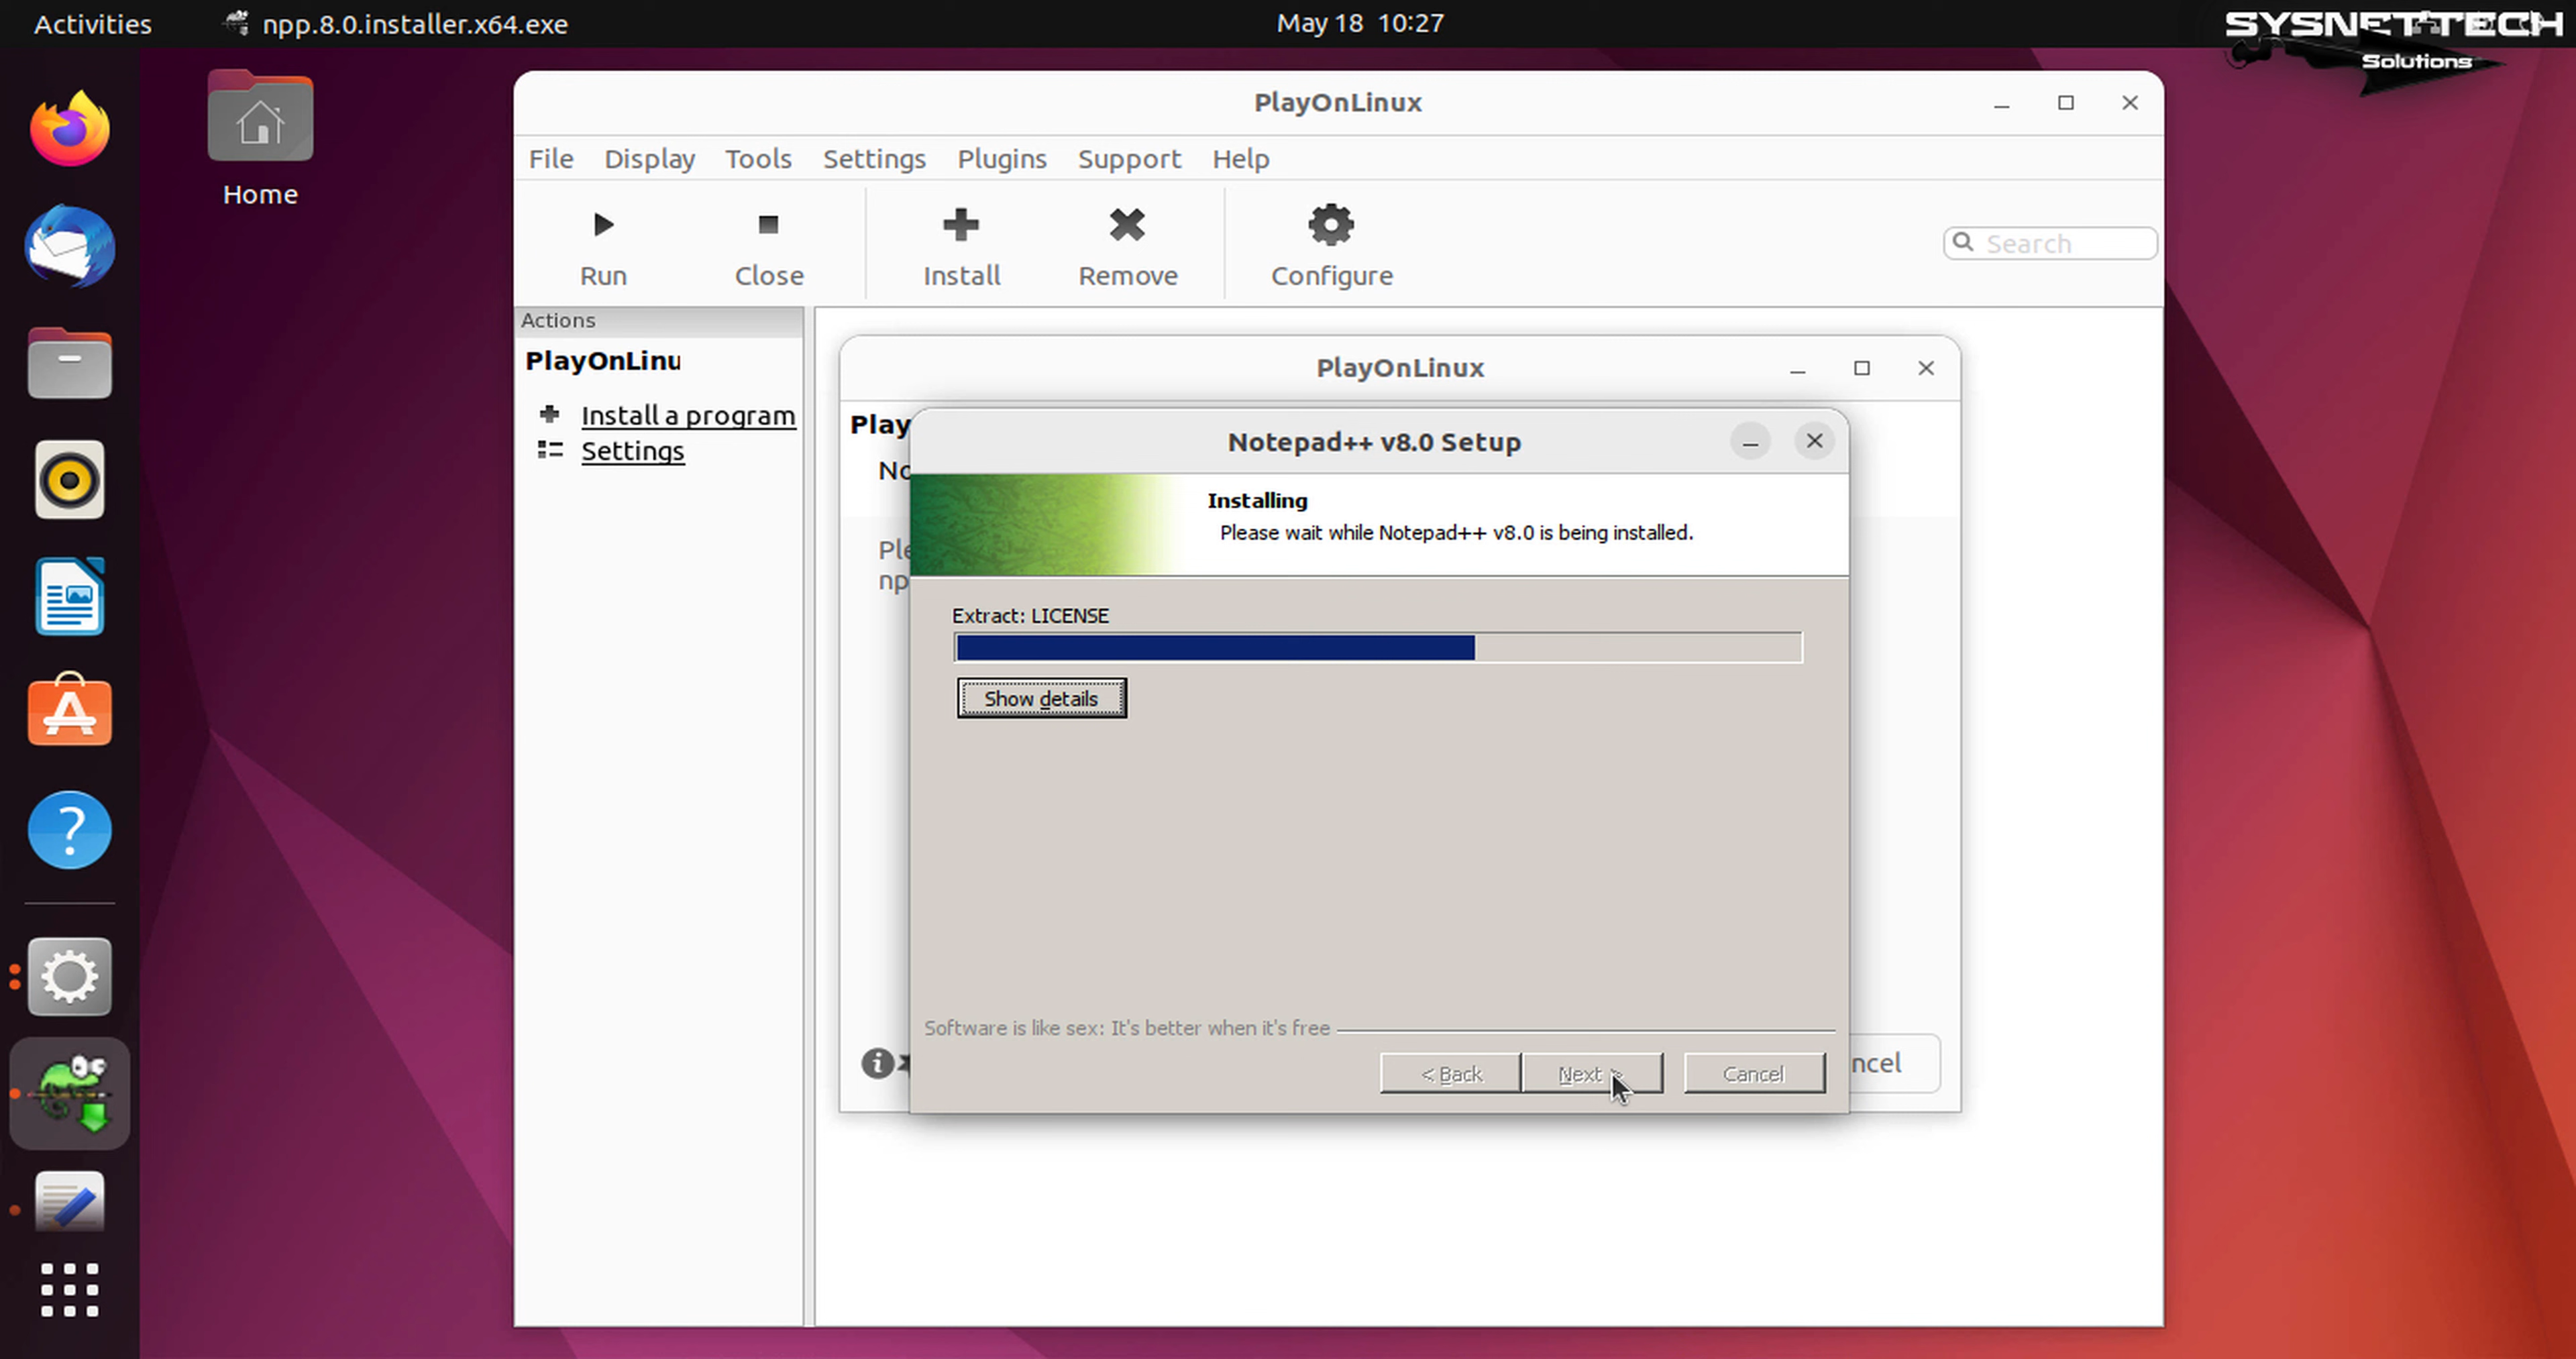 Activities npp.8.0.installer.x64.exe May 18 10:27
SYSNETTECH
Solutions
Home
PlayOnLinux
File Display Tools Settings Plugins Support Help
Run Close Install Remove Configure
Search
Actions
PlayOnLinu
Install a program
Settings
PlayOnLinux
Play
No
Ple
np
ncel
Notepad++ v8.0 Setup
Installing
Please wait while Notepad++ v8.0 is being installed.
Extract: LICENSE
Show details
Software is like sex: It's better when it's free
< Back Next > Cancel